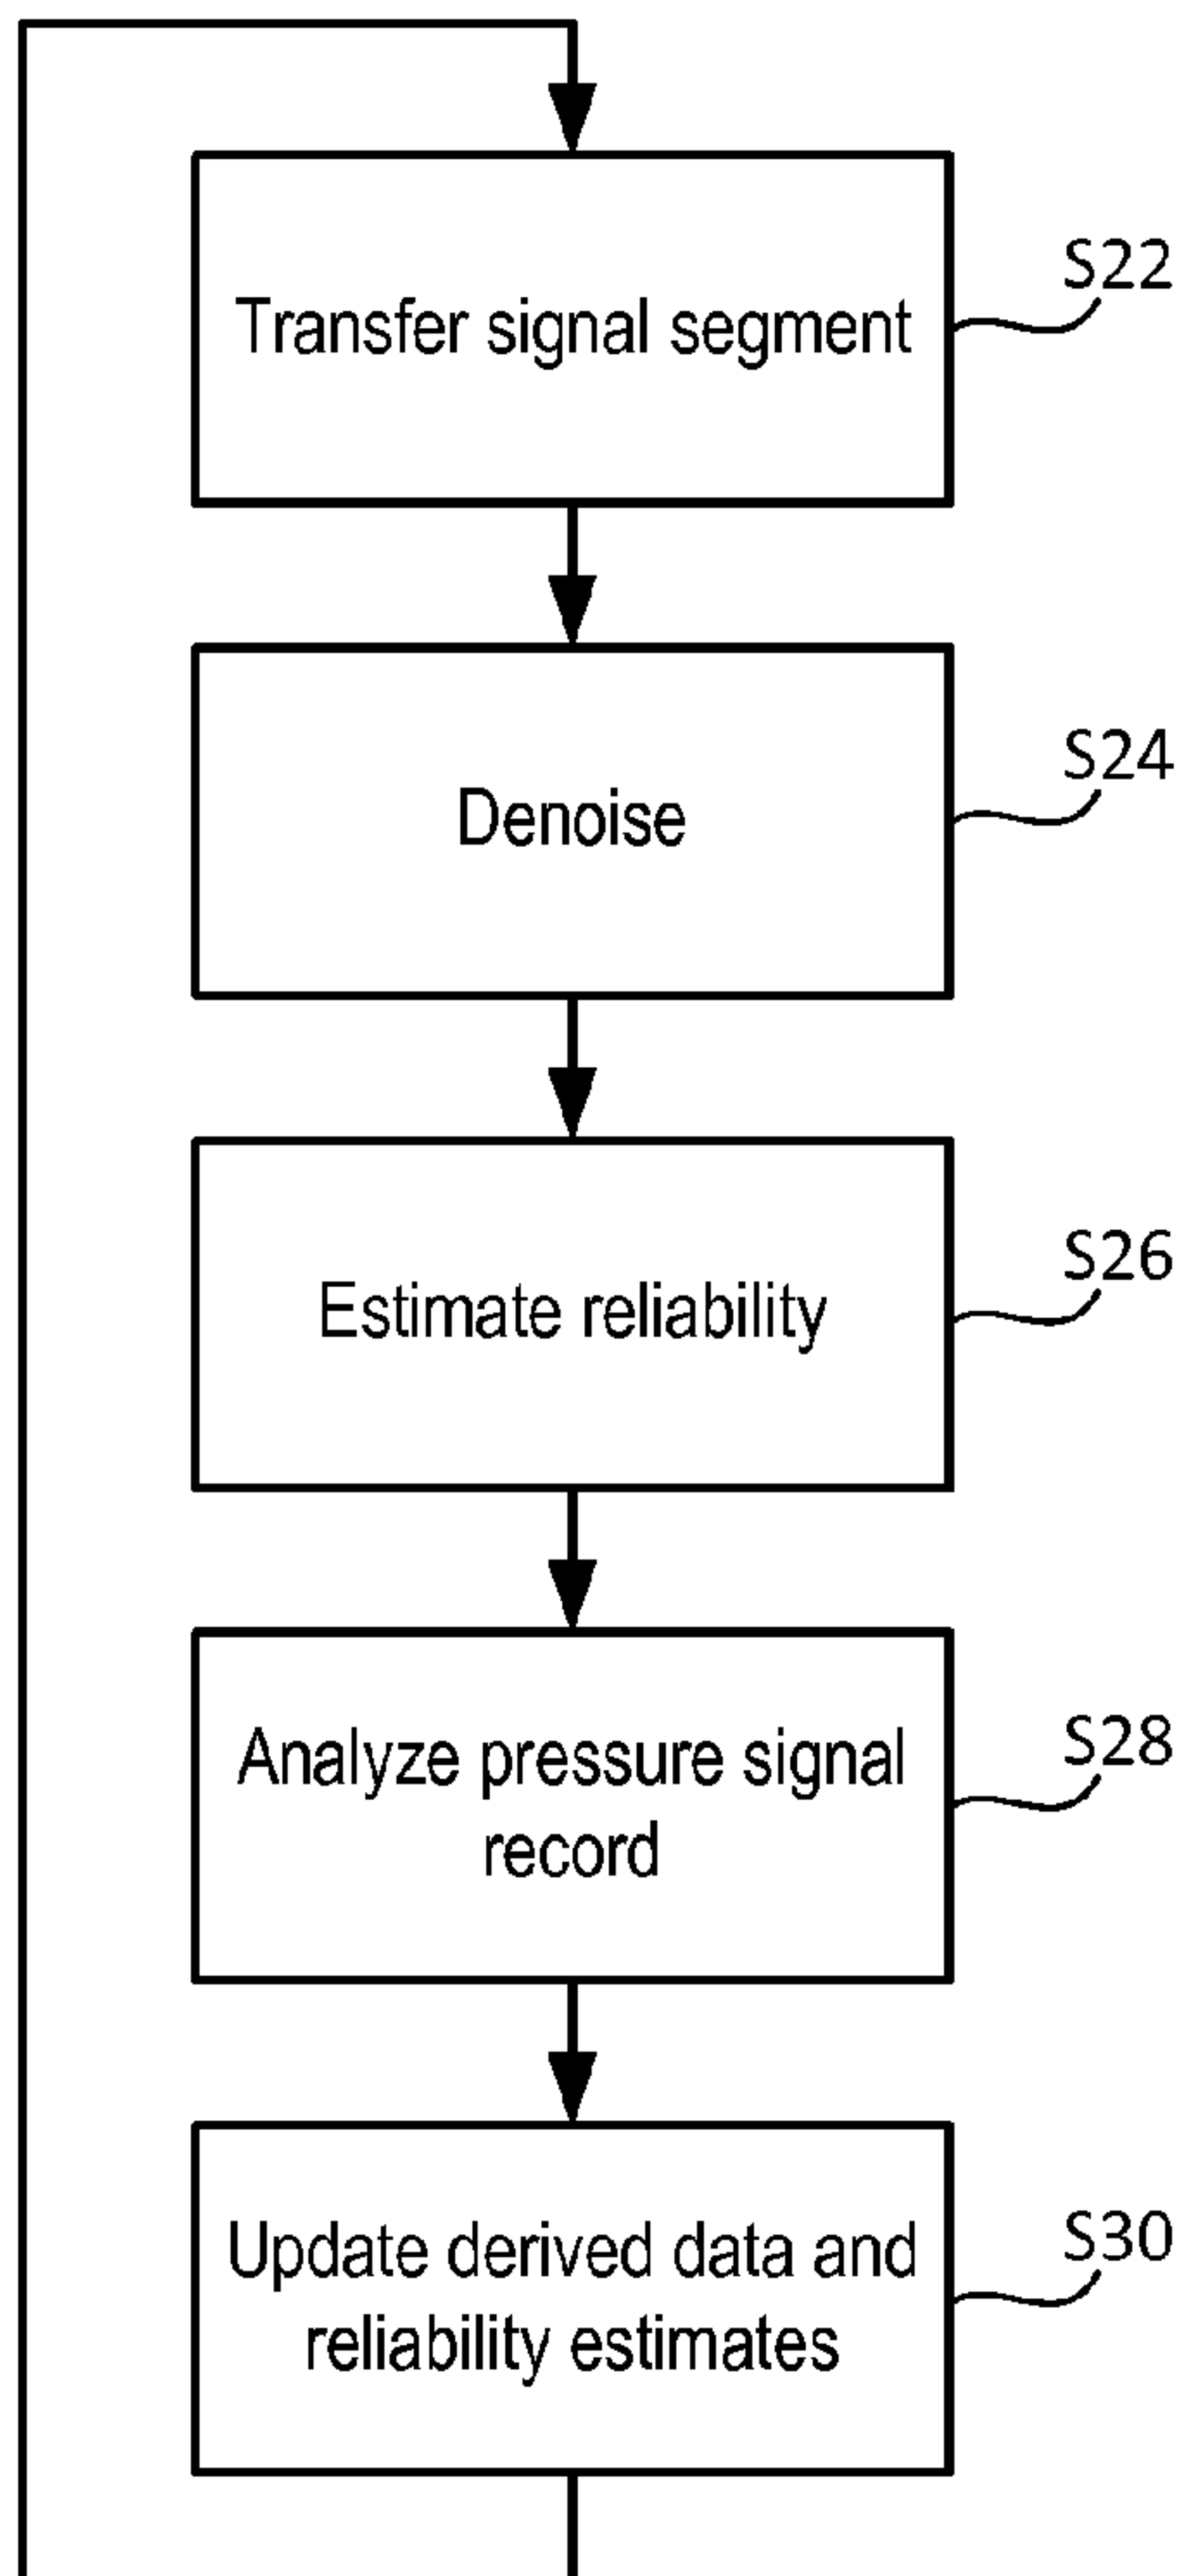 S22
Transfer signal segment
S24
Denoise
S26
Estimate reliability
S28
Analyze pressure signal
record
S30
Update derived data and
reliability estimates